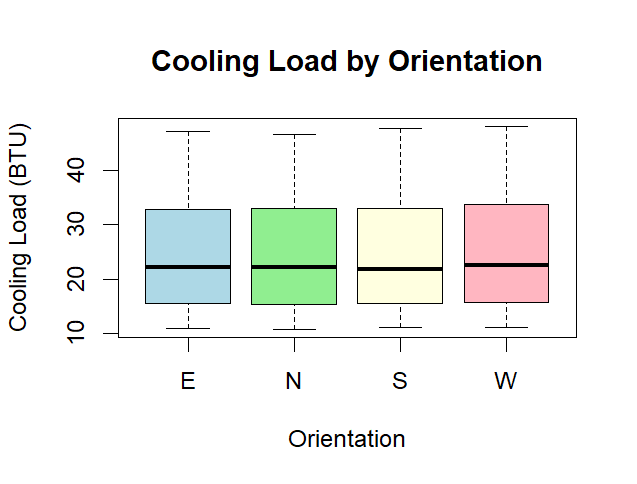 Cooling Load by Orientation
Cooling Load (BTU)
40
30
20
10
E N S W
Orientation